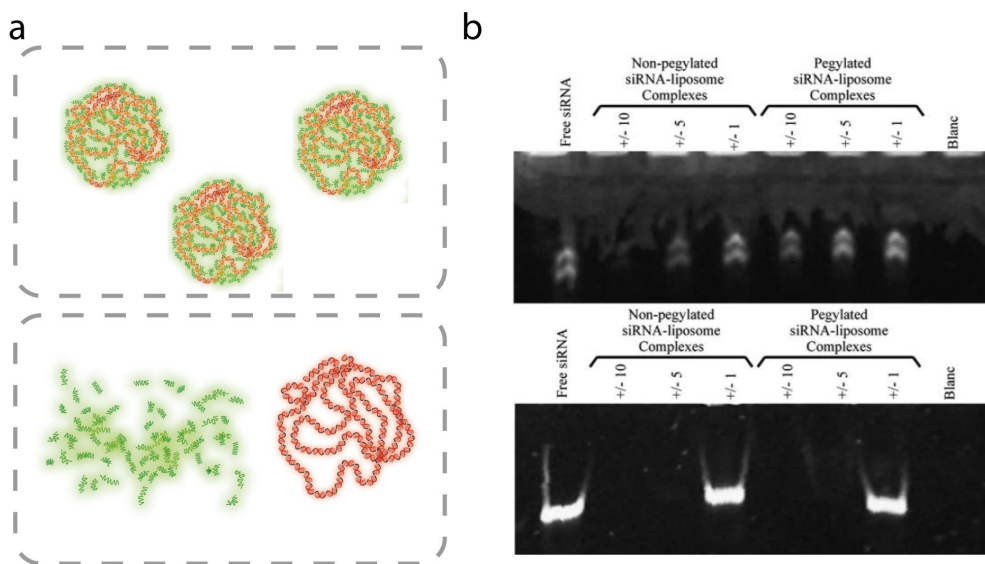 a
b
Non-pegylated
siRNA-liposome
Complexes
Pegylated
siRNA-liposome
Complexes
Free siRNA
+/- 10
+/- 5
+/- 1
+/- 10
+/- 5
+/- 1
Blanc
Non-pegylated
siRNA-liposome
Complexes
Pegylated
siRNA-liposome
Complexes
Free siRNA
+/- 10
+/- 5
+/- 1
+/- 10
+/- 5
+/- 1
Blanc